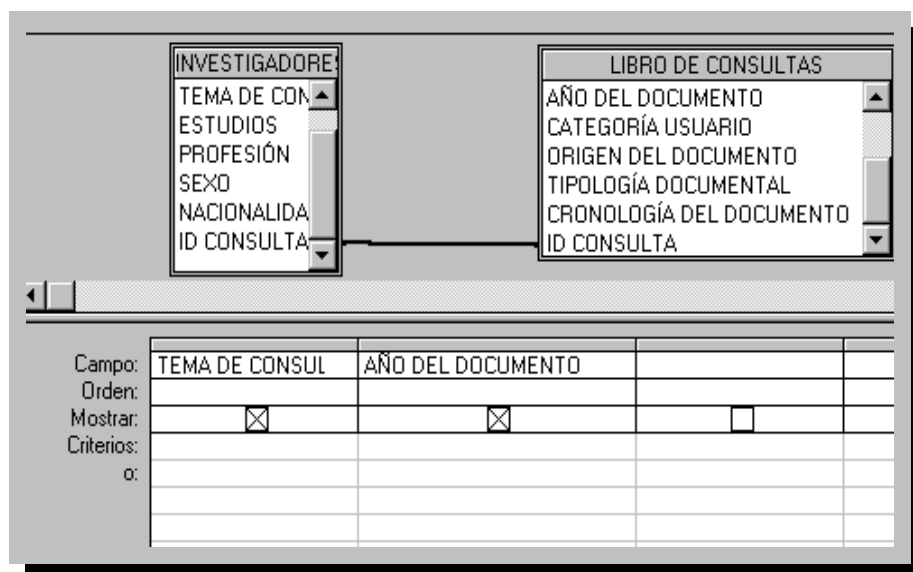 INVESTIGADORES
TEMA DE CON
ESTUDIOS
PROFESIÓN
SEXO
NACIONALIDA
ID CONSULTA
LIBRO DE CONSULTAS
AÑO DEL DOCUMENTO
CATEGORÍA USUARIO
ORIGEN DEL DOCUMENTO
TIPOLOGÍA DOCUMENTAL
CRONOLOGÍA DEL DOCUMENTO
ID CONSULTA
Campo: TEMA DE CONSUL AÑO DEL DOCUMENTO
Orden:
Mostrar:
Criterios:
o: